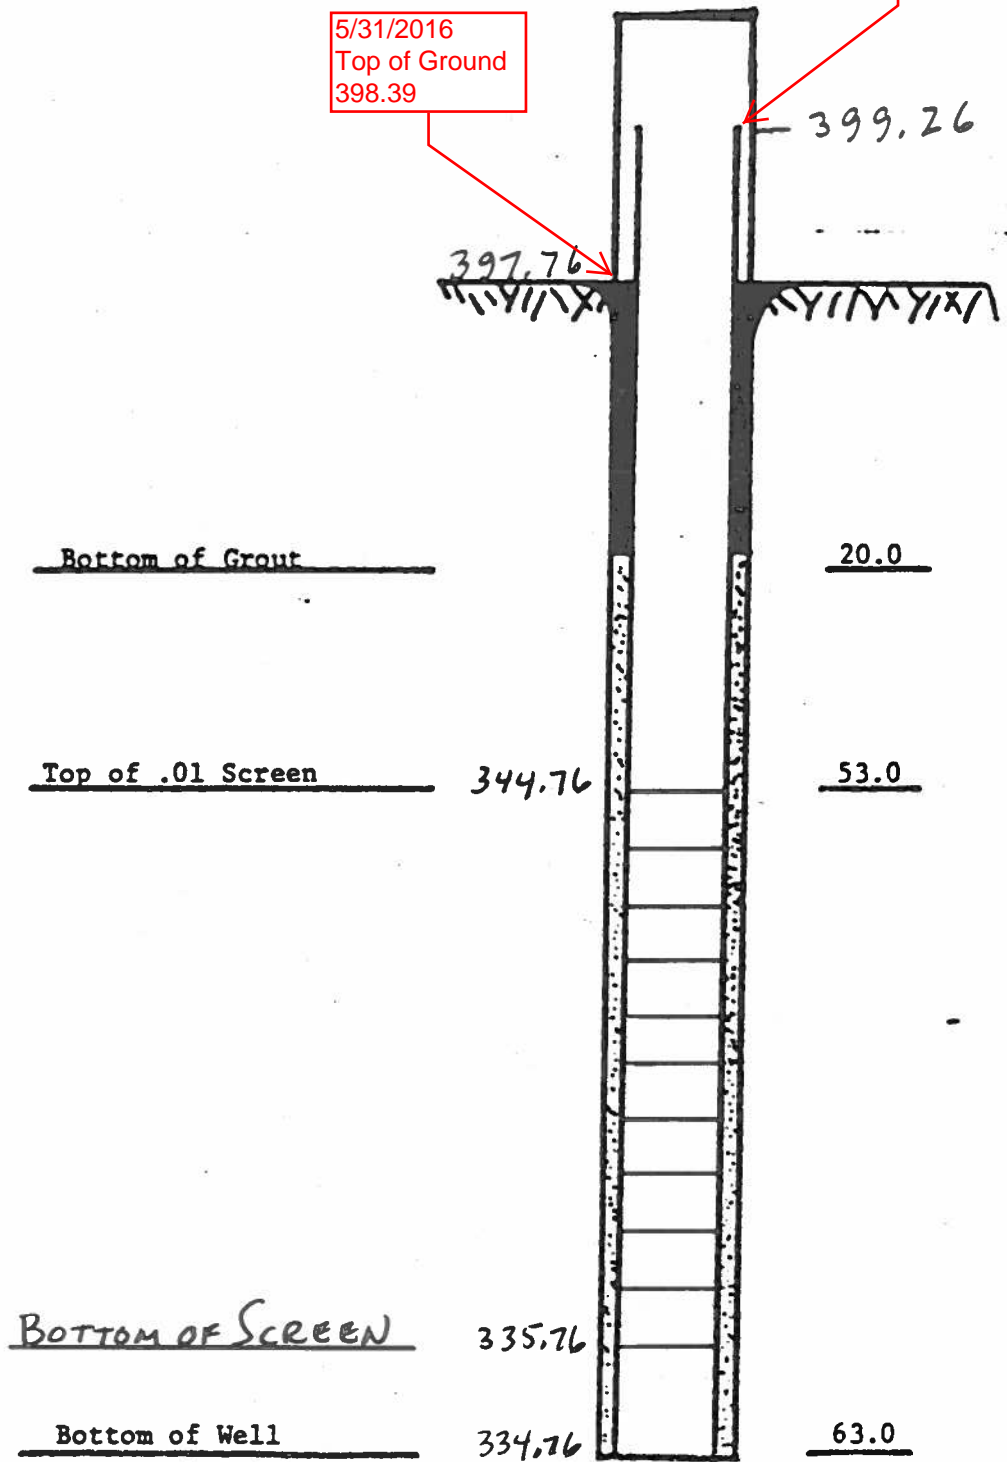 5/31/2016
Top of Ground
398.39
399.26
397.76
Bottom of Grout 20.0
Top of .01 Screen 344.76 53.0
BOTTOM OF SCREEN 335.76
Bottom of Well 334.76 63.0